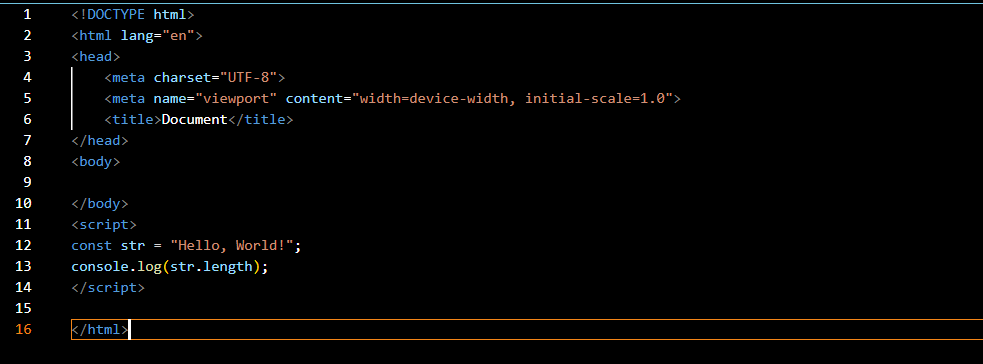 1 <!DOCTYPE html>
2 <html lang="en">
3 <head>
4     <meta charset="UTF-8">
5     <meta name="viewport" content="width=device-width, initial-scale=1.0">
6     <title>Document</title>
7 </head>
8 <body>
9
10 </body>
11 <script>
12 const str = "Hello, World!";
13 console.log(str.length);
14 </script>
15
16 </html>